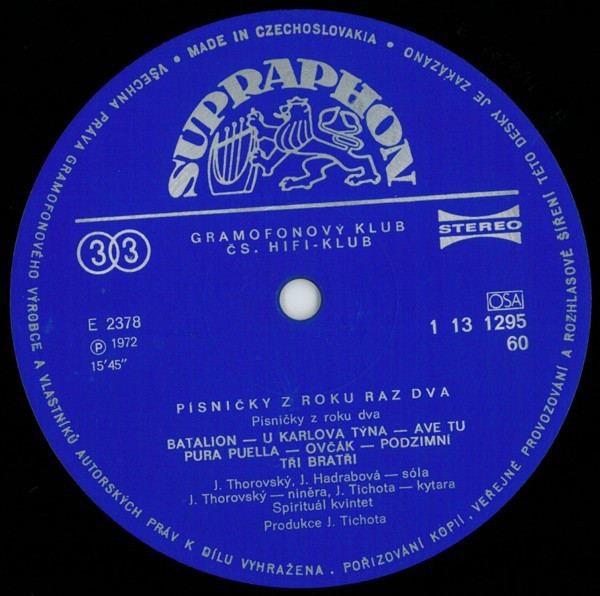 VŠECHNA PRÁVA GRAMOFONOVÉHO VÝROBCE A VLASTNÍKŮ AUTORSKÝCH PRÁV K DÍLU VYHRAŽENA. POŘIZOVÁNÍ KOPIÍ, VEŘEJNÉ PROVOZOVÁNÍ A ROZHLASOVÉ ŠÍŘENÍ TÉTO DESKY JE ZAKÁZÁNO • MADE IN CZECHOSLOVAKIA •
SUPRAPHON
33
GRAMOFONOVÝ KLUB
ČS. HIFI-KLUB
STEREO
OSA
E 2378
1 13 1295
Ⓟ 1972
60
15'45"
PÍSNIČKY Z ROKU RAZ DVA
Písničky z roku dva
BATALION — U KARLOVA TÝNA — AVE TU
PURA PUELLA — OVČÁK — PODZIMNÍ
TŘI BRATŘI
J. Thorovský, J. Hadrabová — sóla
J. Thorovský — niněra, J. Tichota — kytara
Spirituál kvintet
Produkce J. Tichota